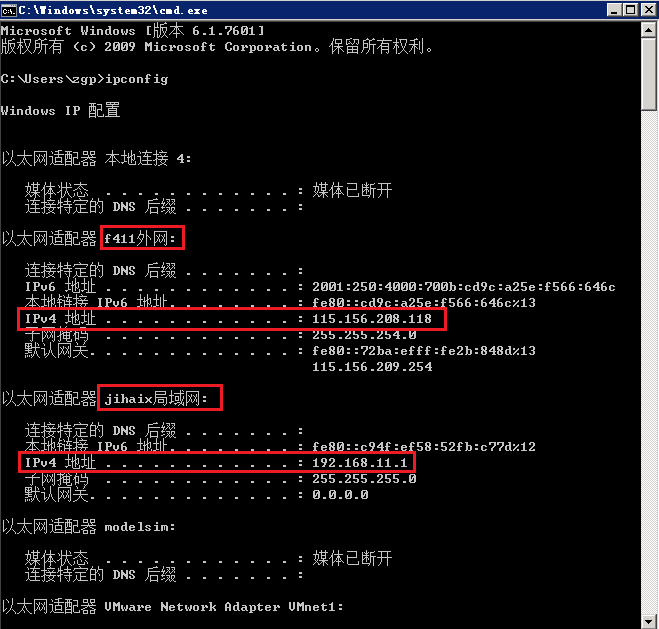 C:\Windows\system32\cmd.exe
Microsoft Windows [版本 6.1.7601]
版权所有 (c) 2009 Microsoft Corporation。保留所有权利。
C:\Users\zgp>ipconfig
Windows IP 配置
以太网适配器 本地连接 4:
媒体状态 . . . . . . . . . . . . : 媒体已断开
连接特定的 DNS 后缀 . . . . . . . :
以太网适配器 f411外网:
连接特定的 DNS 后缀 . . . . . . . :
IPv6 地址 . . . . . . . . . . . . : 2001:250:4000:700b:cd9c:a25e:f566:646c
本地链接 IPv6 地址. . . . . . . . : fe80::cd9c:a25e:f566:646c%13
IPv4 地址 . . . . . . . . . . . . : 115.156.208.118
子网掩码 . . . . . . . . . . . . : 255.255.254.0
默认网关. . . . . . . . . . . . . : fe80::72ba:efff:fe2b:848d%13
115.156.209.254
以太网适配器 jihaix局域网:
连接特定的 DNS 后缀 . . . . . . . :
本地链接 IPv6 地址. . . . . . . . : fe80::c94f:ef58:52fb:c77d%12
IPv4 地址 . . . . . . . . . . . . : 192.168.11.1
子网掩码 . . . . . . . . . . . . : 255.255.255.0
默认网关. . . . . . . . . . . . . : 0.0.0.0
以太网适配器 modelsim:
媒体状态 . . . . . . . . . . . . : 媒体已断开
连接特定的 DNS 后缀 . . . . . . . :
以太网适配器 VMware Network Adapter VMnet1: